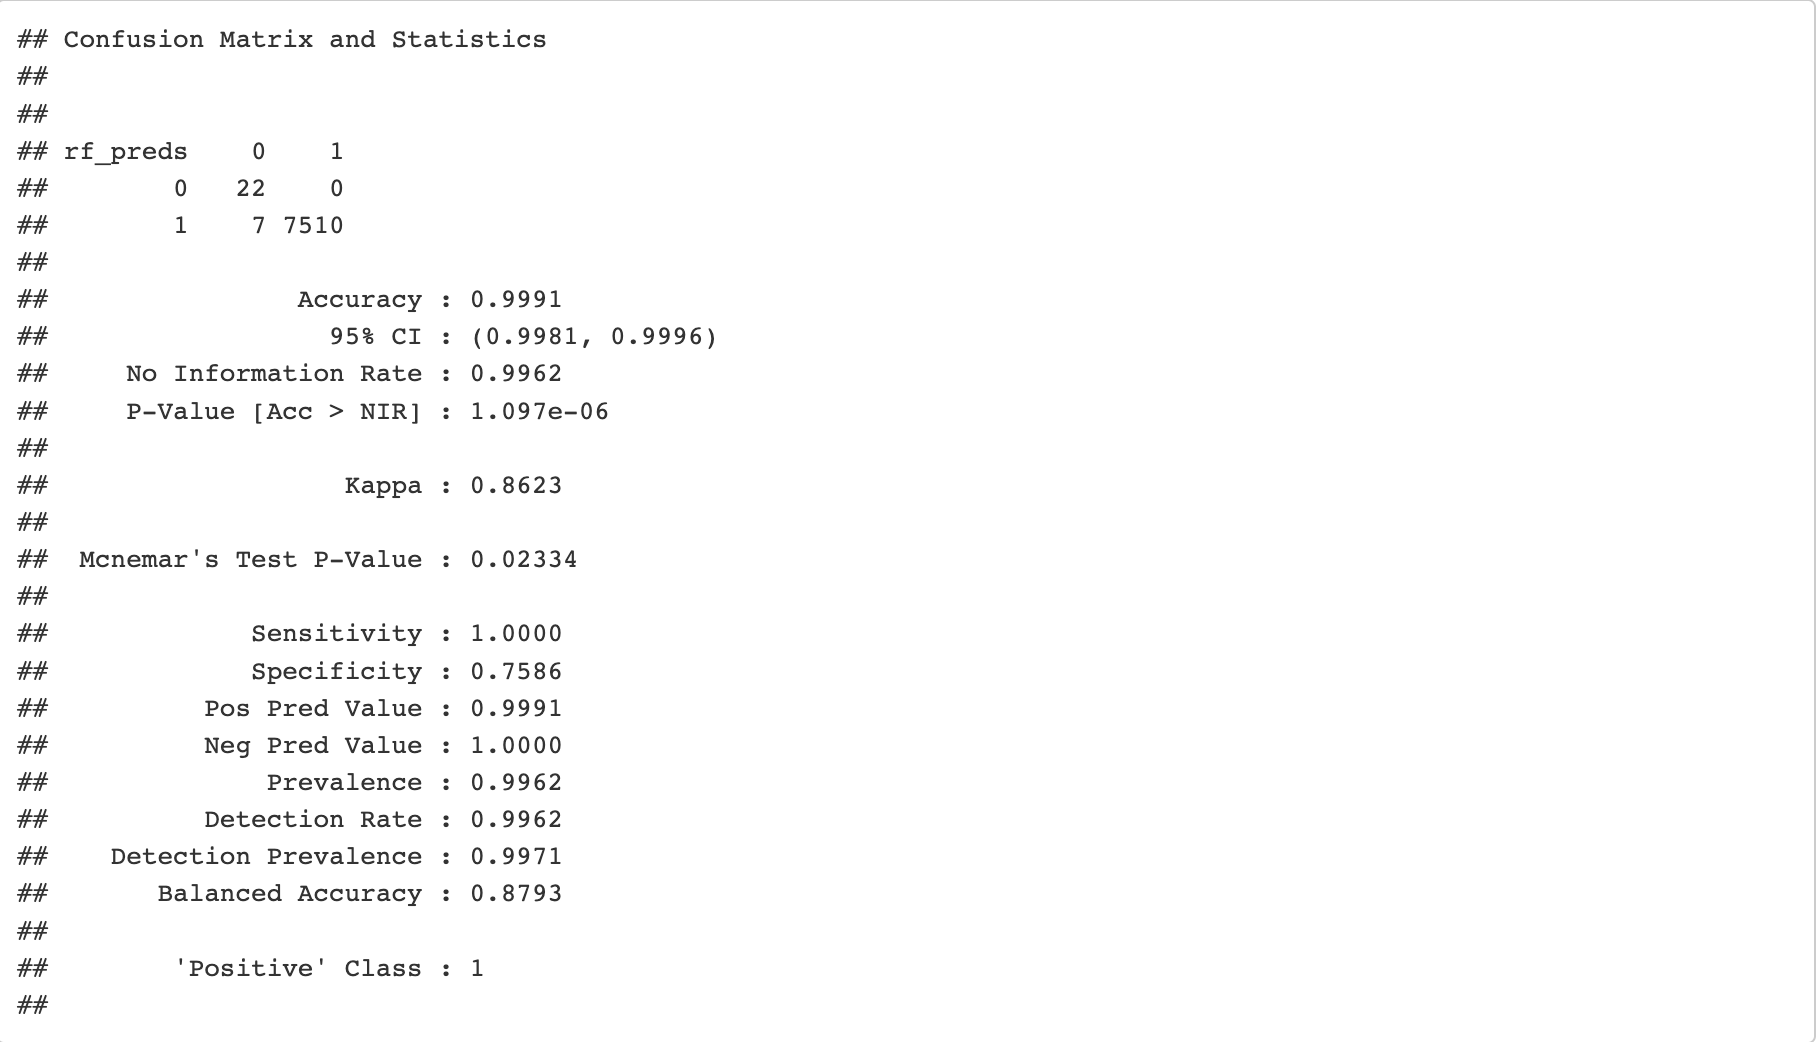 ## Confusion Matrix and Statistics
##
##
## rf_preds    0    1
##        0   22    0
##        1    7 7510
##
##                Accuracy : 0.9991
##                  95% CI : (0.9981, 0.9996)
##     No Information Rate : 0.9962
##     P-Value [Acc > NIR] : 1.097e-06
##
##                   Kappa : 0.8623
##
##  Mcnemar's Test P-Value : 0.02334
##
##             Sensitivity : 1.0000
##             Specificity : 0.7586
##          Pos Pred Value : 0.9991
##          Neg Pred Value : 1.0000
##              Prevalence : 0.9962
##          Detection Rate : 0.9962
##    Detection Prevalence : 0.9971
##       Balanced Accuracy : 0.8793
##
##        'Positive' Class : 1
##